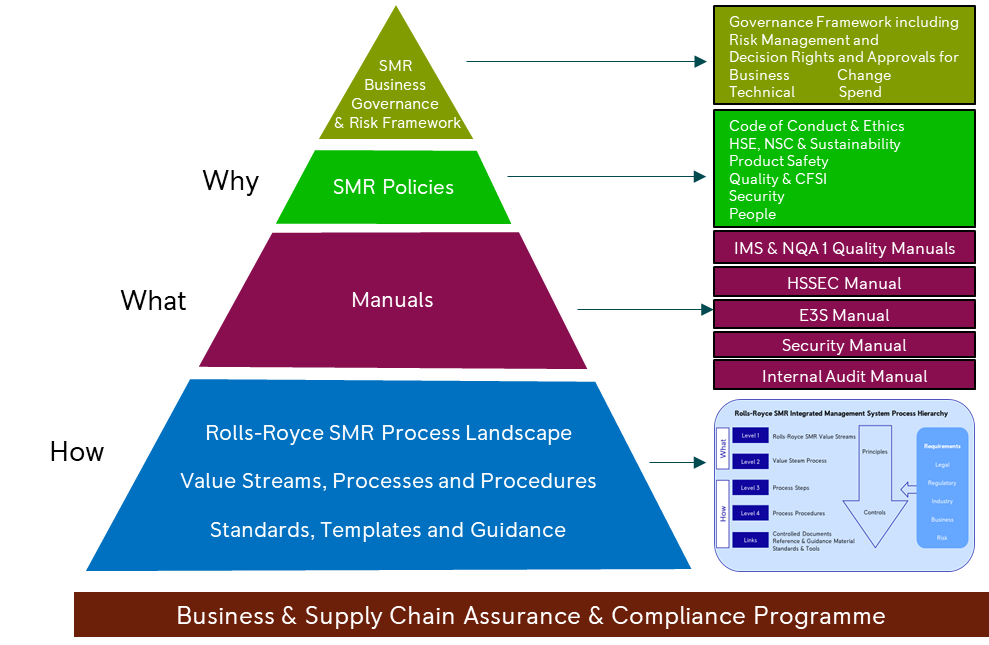 SMR
Business
Governance
& Risk Framework
Governance Framework including
Risk Management and
Decision Rights and Approvals for
Business Change
Technical Spend
Why
SMR Policies
Code of Conduct & Ethics
HSE, NSC & Sustainability
Product Safety
Quality & CFSI
Security
People
What
Manuals
IMS & NQA1 Quality Manuals
HSSEC Manual
E3S Manual
Security Manual
Internal Audit Manual
How
Rolls-Royce SMR Process Landscape
Value Streams, Processes and Procedures
Standards, Templates and Guidance
Rolls-Royce SMR Integrated Management System Process Hierarchy
What
Level 1
Rolls-Royce SMR Value Streams
Level 2
Value Steam Process
How
Level 3
Process Steps
Level 4
Process Procedures
Links
Controlled Documents
Reference & Guidance Material
Standards & Tools
Principles
Controls
Requirements
Legal
Regulatory
Industry
Business
Risk
Business & Supply Chain Assurance & Compliance Programme